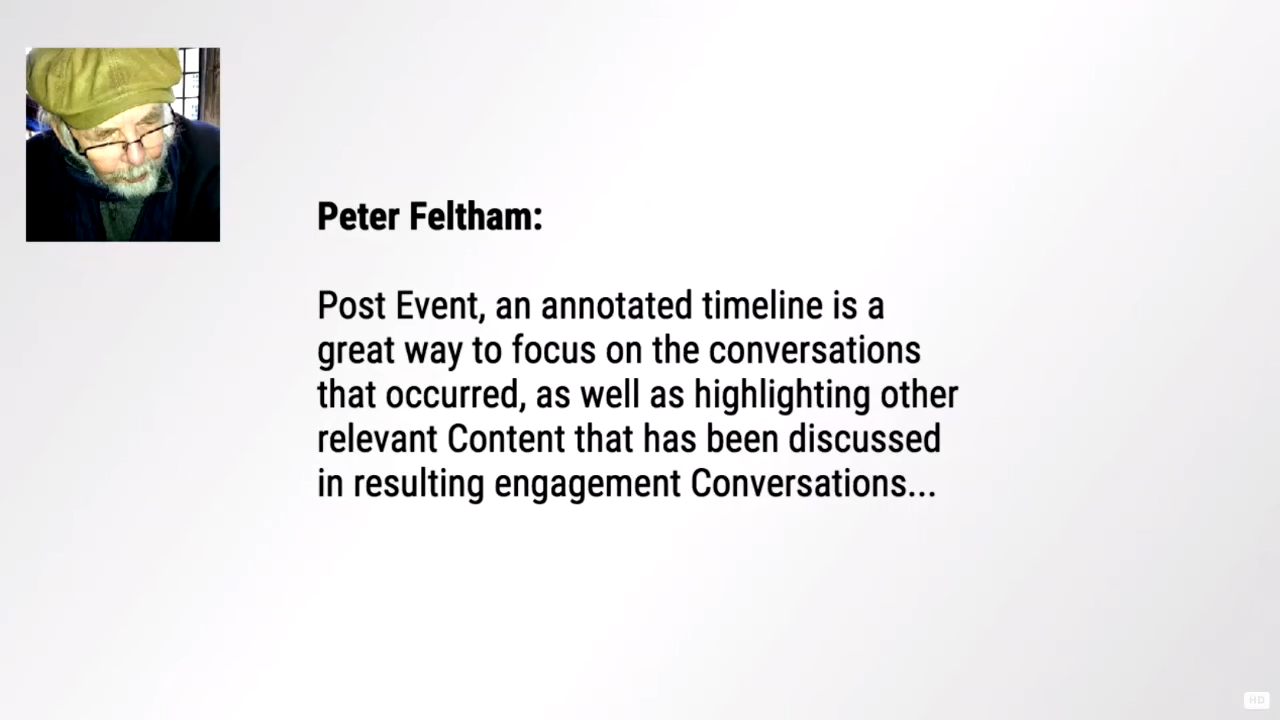 Peter Feltham:
Post Event, an annotated timeline is a
great way to focus on the conversations
that occurred, as well as highlighting other
relevant Content that has been discussed
in resulting engagement Conversations...
HD